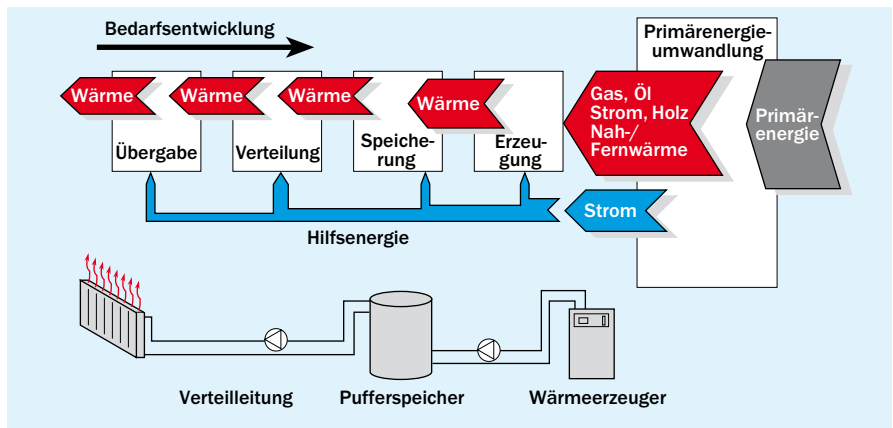 Bedarfsentwicklung
Primärenergie-
umwandlung
Wärme
Wärme
Wärme
Wärme
Gas, Öl
Strom, Holz
Nah-/
Fernwärme
Primär-
energie
Übergabe
Verteilung
Speiche-
rung
Erzeu-
gung
Strom
Hilfsenergie
Verteilleitung
Pufferspeicher
Wärmeerzeuger